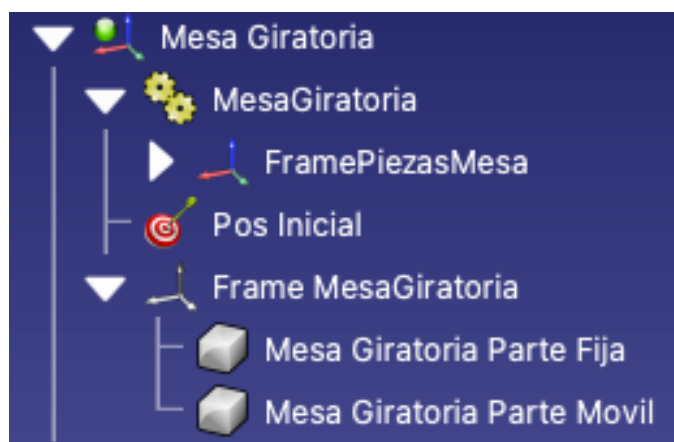 Mesa Giratoria
MesaGiratoria
FramePiezasMesa
Pos Inicial
Frame MesaGiratoria
Mesa Giratoria Parte Fija
Mesa Giratoria Parte Movil